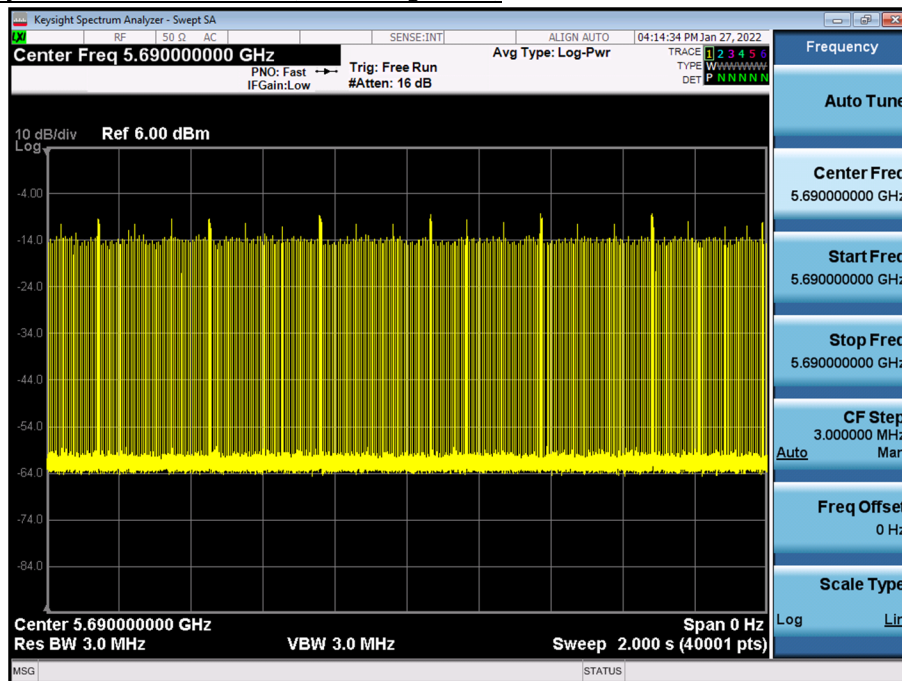 Keysight Spectrum Analyzer - Swept SA
LXI
RF 50 Ω AC SENSE:INT ALIGN AUTO 04:14:34 PM Jan 27, 2022
Center Freq 5.690000000 GHz
PNO: Fast
IFGain:Low
Trig: Free Run
#Atten: 16 dB
Avg Type: Log-Pwr
TRACE 1 2 3 4 5 6
TYPE WWWWWW
DET P N N N N N
10 dB/div Ref 6.00 dBm
Log
-4.00
-14.0
-24.0
-34.0
-44.0
-54.0
-64.0
-74.0
-84.0
Center 5.690000000 GHz Span 0 Hz
Res BW 3.0 MHz VBW 3.0 MHz Sweep 2.000 s (40001 pts)
MSG STATUS
Frequency
Auto Tune
Center Freq
5.690000000 GHz
Start Freq
5.690000000 GHz
Stop Freq
5.690000000 GHz
CF Step
3.000000 MHz
Auto Man
Freq Offset
0 Hz
Scale Type
Log Lin